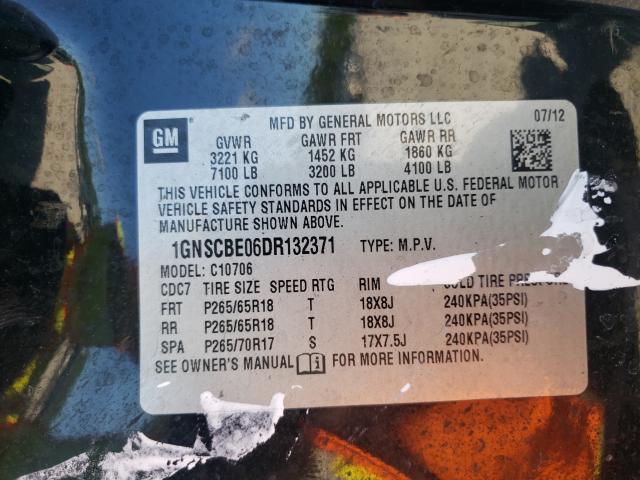 GM
MFD BY GENERAL MOTORS LLC 07/12
GVWR GAWR FRT GAWR RR
3221 KG 1452 KG 1860 KG
7100 LB 3200 LB 4100 LB
THIS VEHICLE CONFORMS TO ALL APPLICABLE U.S. FEDERAL MOTOR
VEHICLE SAFETY STANDARDS IN EFFECT ON THE DATE OF
MANUFACTURE SHOWN ABOVE.
1GNSCBE06DR132371 TYPE: M.P.V.
MODEL: C10706
CDC7 TIRE SIZE SPEED RTG RIM COLD TIRE PRESSURE
FRT P265/65R18 T 18X8J 240KPA(35PSI)
RR P265/65R18 T 18X8J 240KPA(35PSI)
SPA P265/70R17 S 17X7.5J 240KPA(35PSI)
SEE OWNER'S MANUAL FOR MORE INFORMATION.